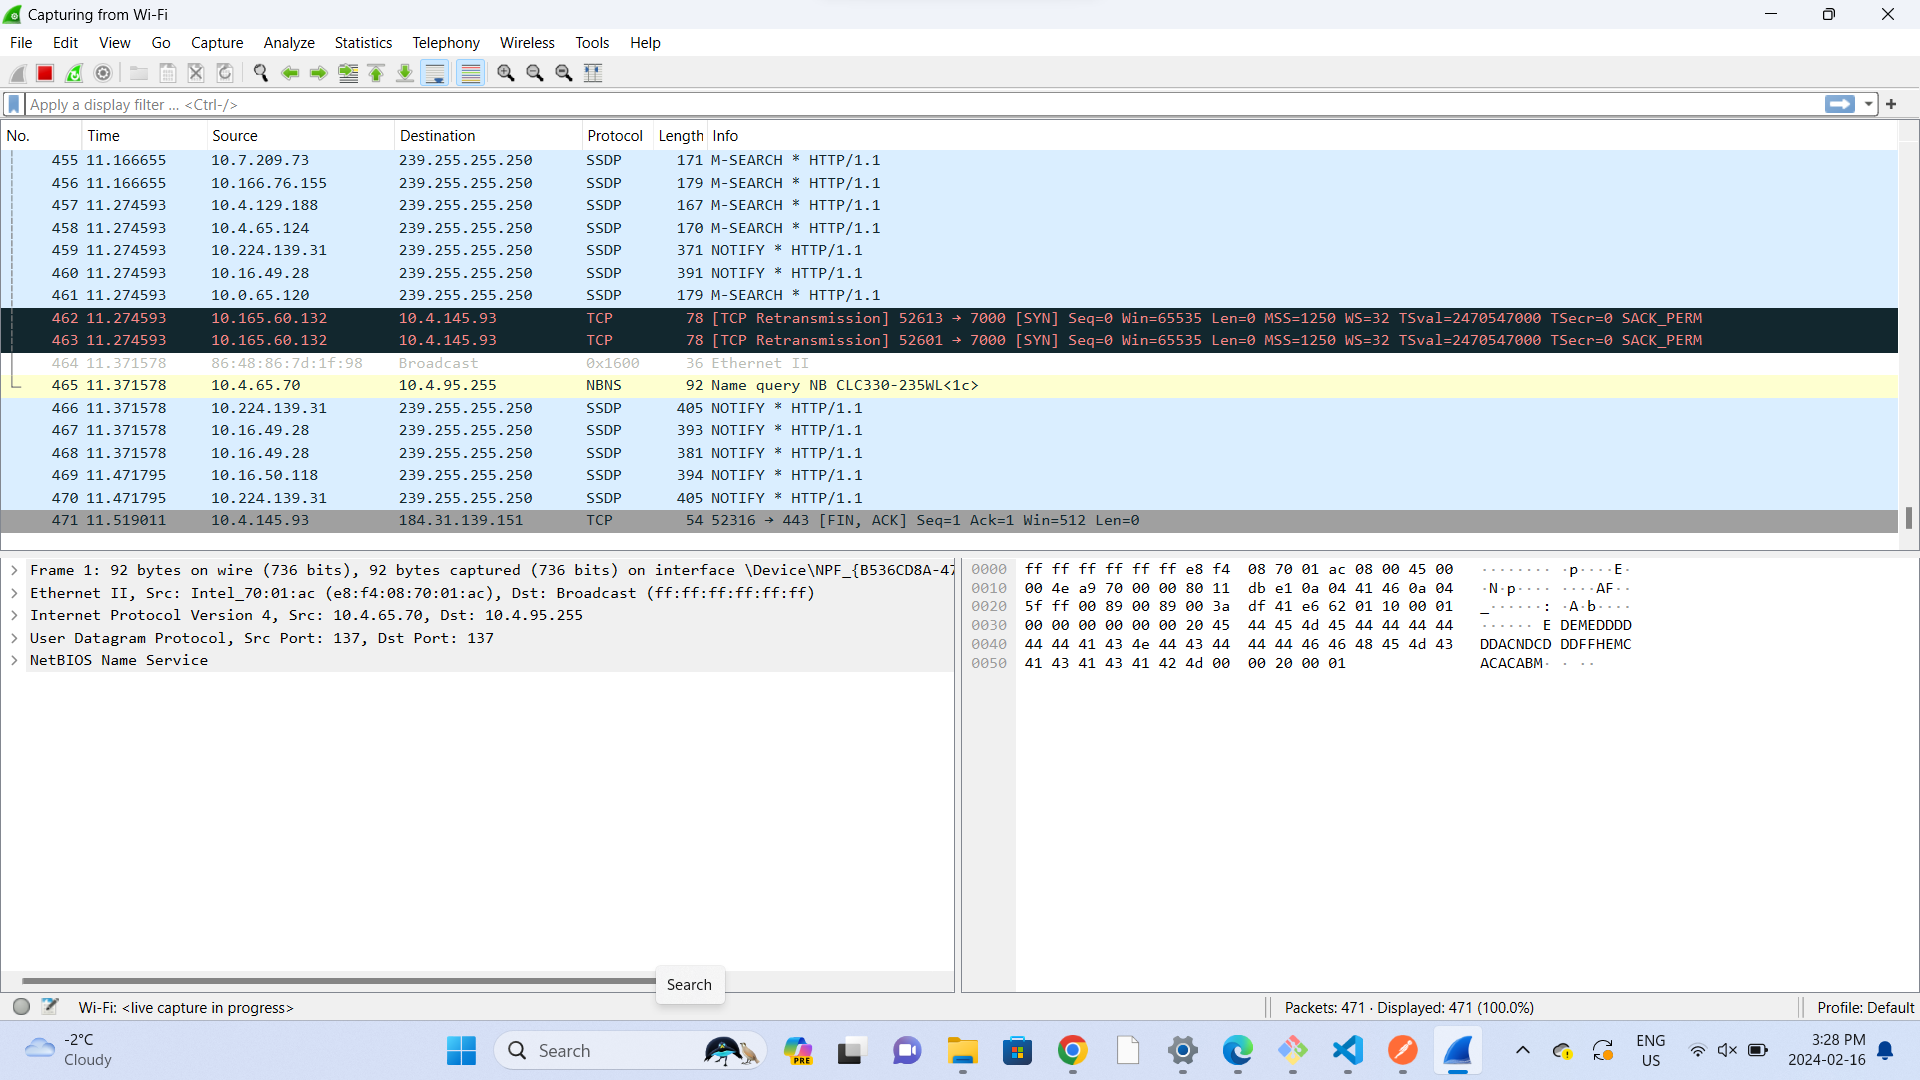 Capturing from Wi-Fi
File Edit View Go Capture Analyze Statistics Telephony Wireless Tools Help
Apply a display filter ... <Ctrl-/>
No. Time Source Destination Protocol Length Info
455 11.166655 10.7.209.73 239.255.255.250 SSDP 171 M-SEARCH * HTTP/1.1
456 11.166655 10.166.76.155 239.255.255.250 SSDP 179 M-SEARCH * HTTP/1.1
457 11.274593 10.4.129.188 239.255.255.250 SSDP 167 M-SEARCH * HTTP/1.1
458 11.274593 10.4.65.124 239.255.255.250 SSDP 170 M-SEARCH * HTTP/1.1
459 11.274593 10.224.139.31 239.255.255.250 SSDP 371 NOTIFY * HTTP/1.1
460 11.274593 10.16.49.28 239.255.255.250 SSDP 391 NOTIFY * HTTP/1.1
461 11.274593 10.0.65.120 239.255.255.250 SSDP 179 M-SEARCH * HTTP/1.1
462 11.274593 10.165.60.132 10.4.145.93 TCP 78 [TCP Retransmission] 52613 → 7000 [SYN] Seq=0 Win=65535 Len=0 MSS=1250 WS=32 TSval=2470547000 TSecr=0 SACK_PERM
463 11.274593 10.165.60.132 10.4.145.93 TCP 78 [TCP Retransmission] 52601 → 7000 [SYN] Seq=0 Win=65535 Len=0 MSS=1250 WS=32 TSval=2470547000 TSecr=0 SACK_PERM
464 11.371578 86:48:86:7d:1f:98 Broadcast 0x1600 36 Ethernet II
465 11.371578 10.4.65.70 10.4.95.255 NBNS 92 Name query NB CLC330-235WL<1c>
466 11.371578 10.224.139.31 239.255.255.250 SSDP 405 NOTIFY * HTTP/1.1
467 11.371578 10.16.49.28 239.255.255.250 SSDP 393 NOTIFY * HTTP/1.1
468 11.371578 10.16.49.28 239.255.255.250 SSDP 381 NOTIFY * HTTP/1.1
469 11.471795 10.16.50.118 239.255.255.250 SSDP 394 NOTIFY * HTTP/1.1
470 11.471795 10.224.139.31 239.255.255.250 SSDP 405 NOTIFY * HTTP/1.1
471 11.519011 10.4.145.93 184.31.139.151 TCP 54 52316 → 443 [FIN, ACK] Seq=1 Ack=1 Win=512 Len=0
Frame 1: 92 bytes on wire (736 bits), 92 bytes captured (736 bits) on interface \Device\NPF_{B536CD8A-47
Ethernet II, Src: Intel_70:01:ac (e8:f4:08:70:01:ac), Dst: Broadcast (ff:ff:ff:ff:ff:ff)
Internet Protocol Version 4, Src: 10.4.65.70, Dst: 10.4.95.255
User Datagram Protocol, Src Port: 137, Dst Port: 137
NetBIOS Name Service
0000 ff ff ff ff ff ff e8 f4 08 70 01 ac 08 00 45 00 ········ ·p····E·
0010 00 4e a9 70 00 00 80 11 db e1 0a 04 41 46 0a 04 ·N·p···· ····AF··
0020 5f ff 00 89 00 89 00 3a df 41 e6 62 01 10 00 01 _······: ·A·b····
0030 00 00 00 00 00 00 20 45 44 45 4d 45 44 44 44 44 ······ E DEMEDDDD
0040 44 44 41 43 4e 44 43 44 44 44 46 46 48 45 4d 43 DDACNDCD DDFFHEMC
0050 41 43 41 43 41 42 4d 00 00 20 00 01 ACACABM· · ··
Search
Wi-Fi: <live capture in progress>
Packets: 471 · Displayed: 471 (100.0%)
Profile: Default
-2°C
Cloudy
Search
PRE
ENG
US
3:28 PM
2024-02-16